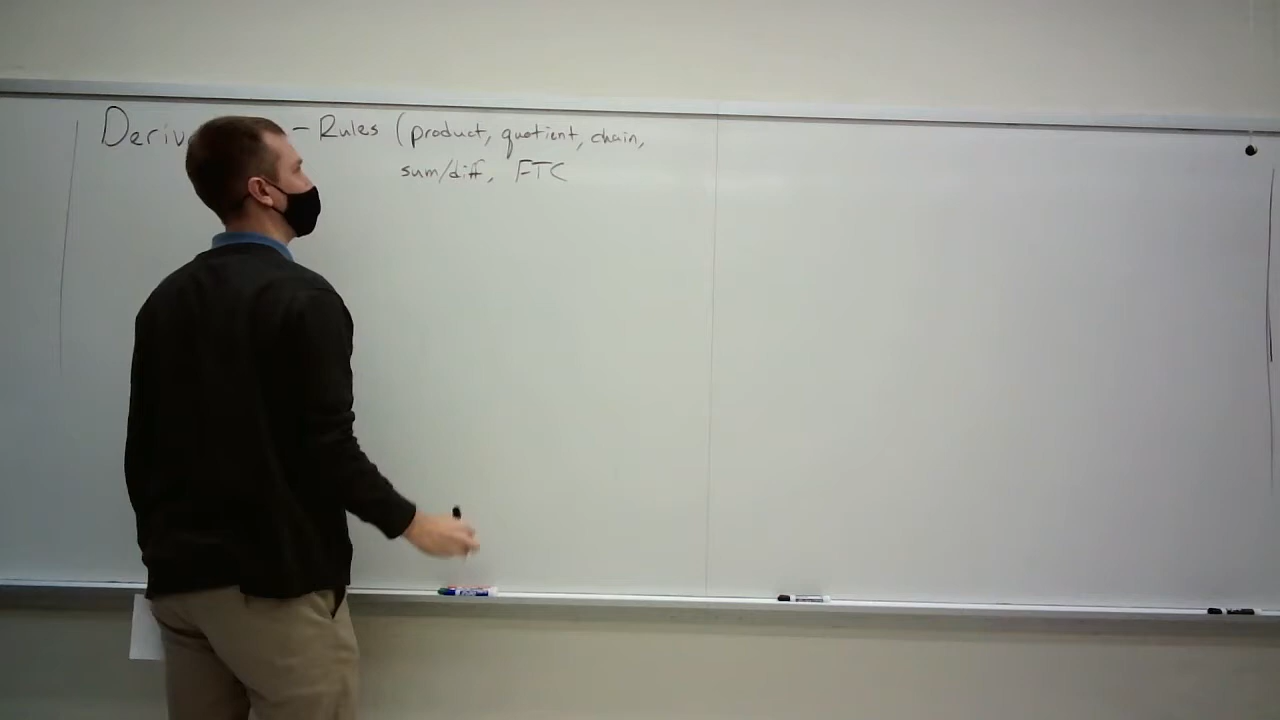 Deriv – Rules (product, quotient, chain,
sum/diff, FTC